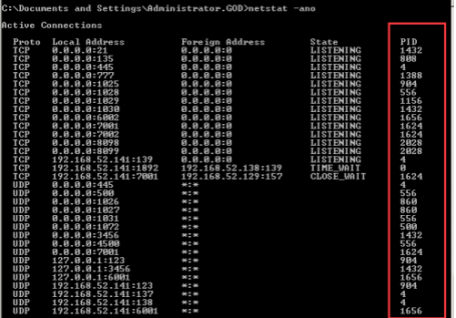 C:\Documents and Settings\Administrator.GOD>netstat -ano
Active Connections
Proto Local Address Foreign Address State PID
TCP 0.0.0.0:21 0.0.0.0:0 LISTENING 1432
TCP 0.0.0.0:135 0.0.0.0:0 LISTENING 808
TCP 0.0.0.0:445 0.0.0.0:0 LISTENING 4
TCP 0.0.0.0:777 0.0.0.0:0 LISTENING 1388
TCP 0.0.0.0:1025 0.0.0.0:0 LISTENING 904
TCP 0.0.0.0:1028 0.0.0.0:0 LISTENING 556
TCP 0.0.0.0:1029 0.0.0.0:0 LISTENING 1156
TCP 0.0.0.0:1030 0.0.0.0:0 LISTENING 1432
TCP 0.0.0.0:6002 0.0.0.0:0 LISTENING 1656
TCP 0.0.0.0:7001 0.0.0.0:0 LISTENING 1624
TCP 0.0.0.0:7002 0.0.0.0:0 LISTENING 1624
TCP 0.0.0.0:8098 0.0.0.0:0 LISTENING 2028
TCP 0.0.0.0:8099 0.0.0.0:0 LISTENING 2028
TCP 192.168.52.141:139 0.0.0.0:0 LISTENING 4
TCP 192.168.52.141:1892 192.168.52.138:139 TIME_WAIT 0
TCP 192.168.52.141:7001 192.168.52.129:157 CLOSE_WAIT 1624
UDP 0.0.0.0:445 *:* 4
UDP 0.0.0.0:500 *:* 556
UDP 0.0.0.0:1026 *:* 860
UDP 0.0.0.0:1027 *:* 860
UDP 0.0.0.0:1031 *:* 556
UDP 0.0.0.0:1072 *:* 500
UDP 0.0.0.0:3456 *:* 1432
UDP 0.0.0.0:4500 *:* 556
UDP 0.0.0.0:7001 *:* 1624
UDP 127.0.0.1:123 *:* 904
UDP 127.0.0.1:3456 *:* 1432
UDP 127.0.0.1:6001 *:* 1656
UDP 192.168.52.141:123 *:* 904
UDP 192.168.52.141:137 *:* 4
UDP 192.168.52.141:138 *:* 4
UDP 192.168.52.141:6001 *:* 1656